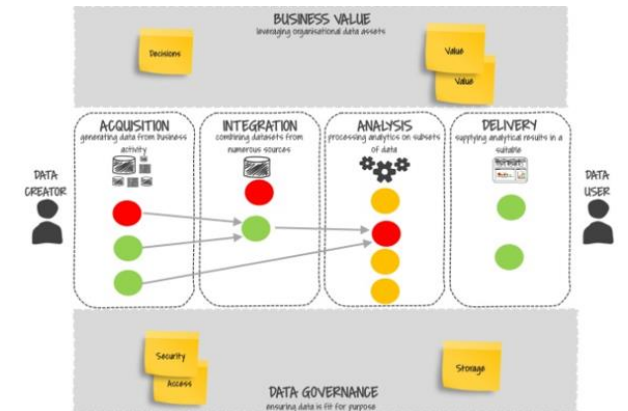 BUSINESS VALUE
leveraging organisational data assets
Decisions
Value
Value
ACQUISITION
generating data from business
activity
INTEGRATION
combining datasets from
numerous sources
ANALYSIS
processing analytics on subsets
of data
DELIVERY
supplying analytical results in a
suitable
DATA
CREATOR
DATA
USER
Security
Access
Storage
DATA GOVERNANCE
ensuring data is fit for purpose